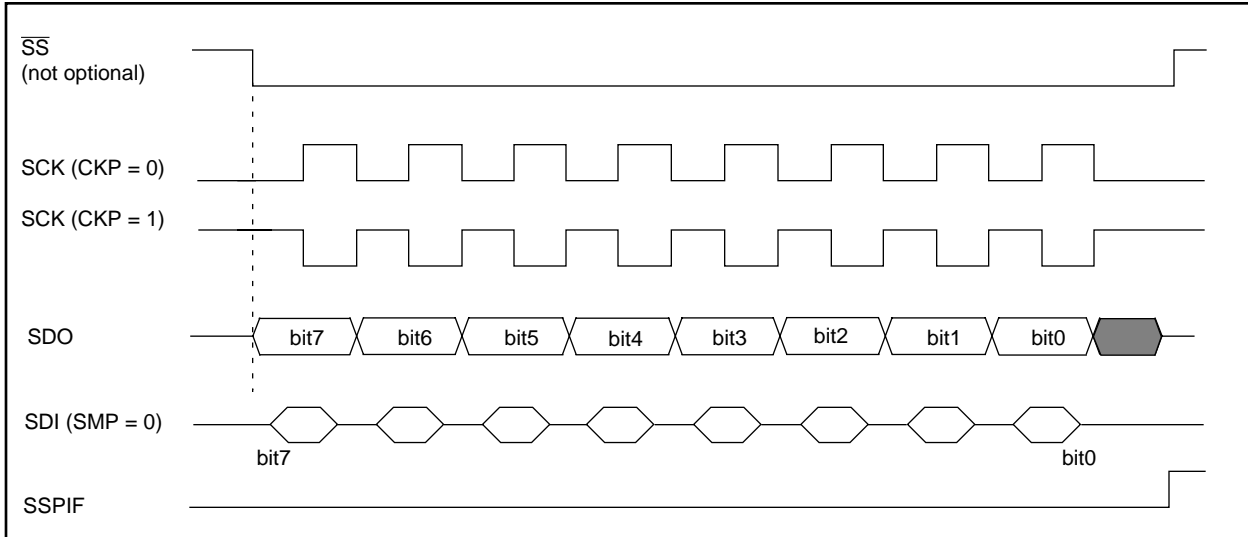 S̅S̅
(not optional)
SCK (CKP = 0)
SCK (CKP = 1)
SDO
bit7 bit6 bit5 bit4 bit3 bit2 bit1 bit0
SDI (SMP = 0)
bit7 bit0
SSPIF